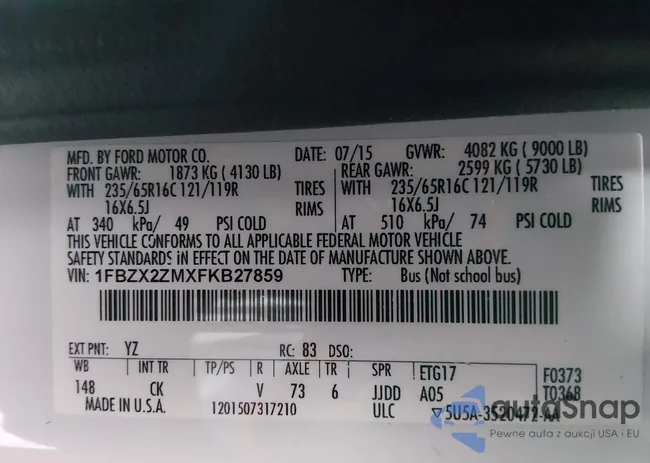 MFD. BY FORD MOTOR CO. DATE: 07/15 GVWR: 4082 KG ( 9000 LB)
FRONT GAWR: 1873 KG ( 4130 LB) REAR GAWR: 2599 KG ( 5730 LB)
WITH 235/65R16C 121/119R TIRES WITH 235/65R16C 121/119R TIRES
16X6.5J RIMS 16X6.5J RIMS
AT 340 kPa/ 49 PSI COLD AT 510 kPa/ 74 PSI COLD
THIS VEHICLE CONFORMS TO ALL APPLICABLE FEDERAL MOTOR VEHICLE
SAFETY STANDARDS IN EFFECT ON THE DATE OF MANUFACTURE SHOWN ABOVE.
VIN: 1FBZX2ZMXFKB27859 TYPE: Bus (Not school bus)
EXT PNT: YZ RC: 83 DSO:
WB INT TR TP/PS R AXLE TR SPR ETG17 F0373
148 CK V 73 6 JJDD A05 T0368
MADE IN U.S.A. 1201507317210 ULC ▽5U5A-3520472-AA
autoSnap
Pewne auta z aukcji USA i EU